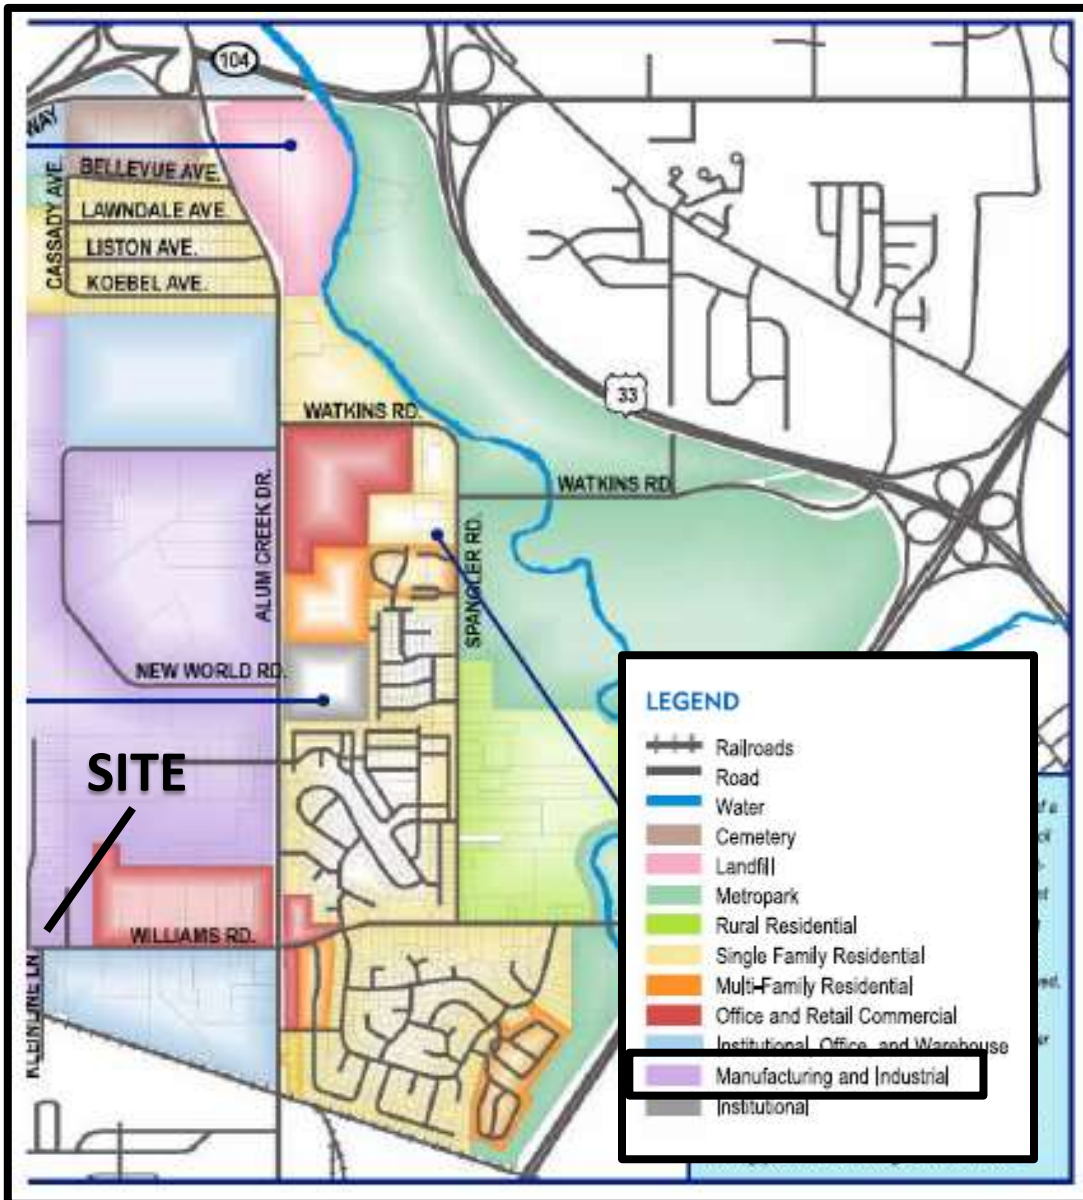 104
WAY
BELLEVUE AVE.
CASSADY AVE.
LAWNDALE AVE.
LISTON AVE.
KOEBEL AVE.
33
WATKINS RD.
WATKINS RD.
ALUM CREEK DR.
SPANGLER RD.
NEW WORLD RD.
SITE
WILLIAMS RD.
KLEINLINE LN.
LEGEND
Railroads
Road
Water
Cemetery
Landfill
Metropark
Rural Residential
Single Family Residential
Multi-Family Residential
Office and Retail Commercial
Institutional, Office, and Warehouse
Manufacturing and Industrial
Institutional
of a